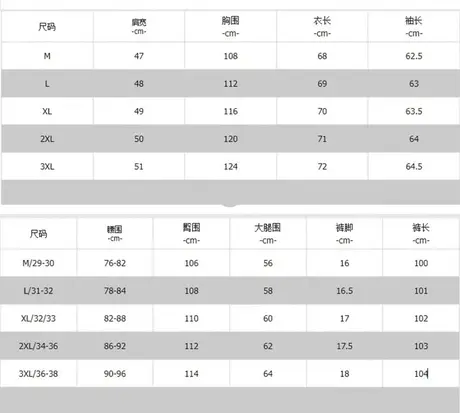 尺码 肩宽 -cm- 胸围 -cm- 衣长 -cm- 袖长 -cm-
M 47 108 68 62.5
L 48 112 69 63
XL 49 116 70 63.5
2XL 50 120 71 64
3XL 51 124 72 64.5
尺码 腰围 -cm- 臀围 -cm- 大腿围 -cm- 裤脚 -cm- 裤长 -cm-
M/29-30 76-82 106 56 16 100
L/31-32 78-84 108 58 16.5 101
XL/32/33 82-88 110 60 17 102
2XL/34-36 86-92 112 62 17.5 103
3XL/36-38 90-96 114 64 18 104